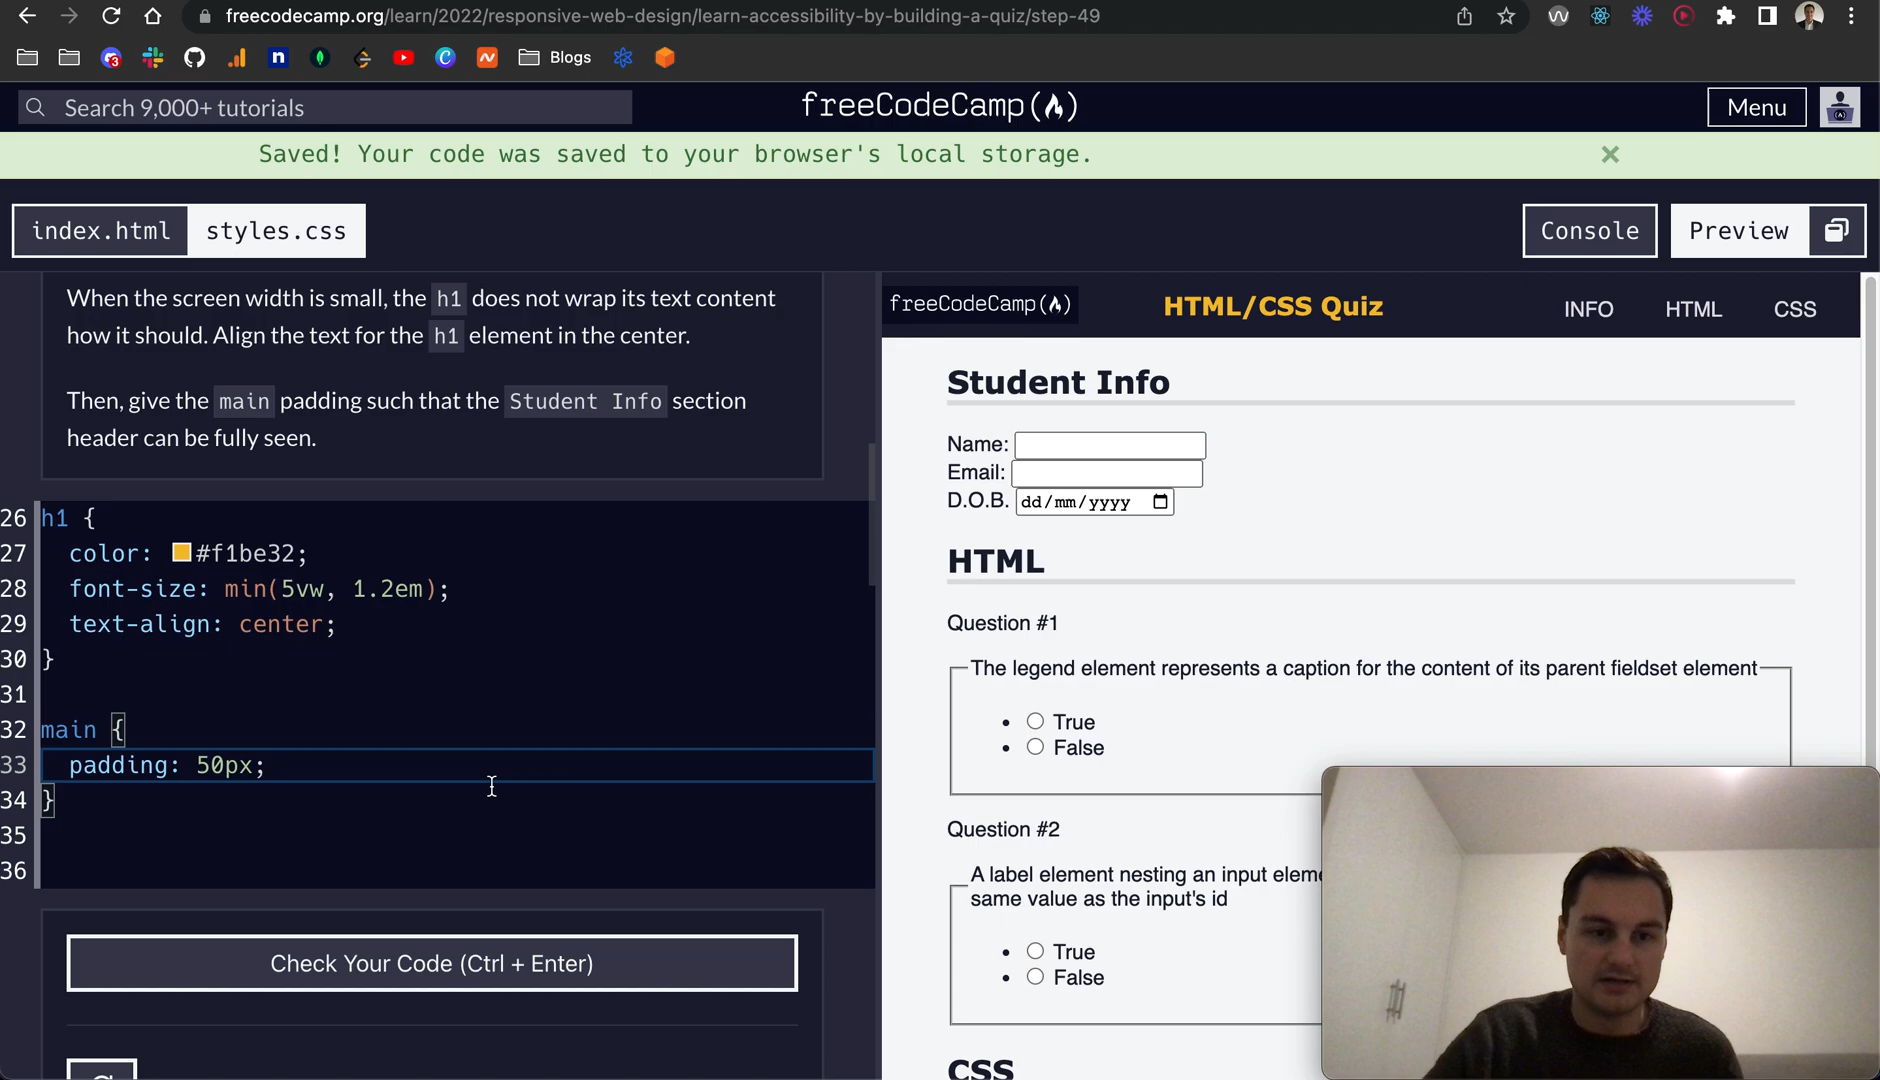 freecodecamp.org/learn/2022/responsive-web-design/learn-accessibility-by-building-a-quiz/step-49
3
n
Blogs
Search 9,000+ tutorials
freeCodeCamp
Menu
Saved! Your code was saved to your browser's local storage.
index.html
styles.css
Console
Preview
When the screen width is small, the h1 does not wrap its text content
how it should. Align the text for the h1 element in the center.
Then, give the main padding such that the Student Info section
header can be fully seen.
26 h1 {
27 color: #f1be32;
28 font-size: min(5vw, 1.2em);
29 text-align: center;
30 }
31
32 main {
33 padding: 50px;
34 }
35
36
Check Your Code (Ctrl + Enter)
freeCodeCamp
HTML/CSS Quiz
INFO
HTML
CSS
Student Info
Name:
Email:
D.O.B. dd/mm/yyyy
HTML
Question #1
The legend element represents a caption for the content of its parent fieldset element
• True
• False
Question #2
A label element nesting an input
same value as the input's id
• True
• False
CSS